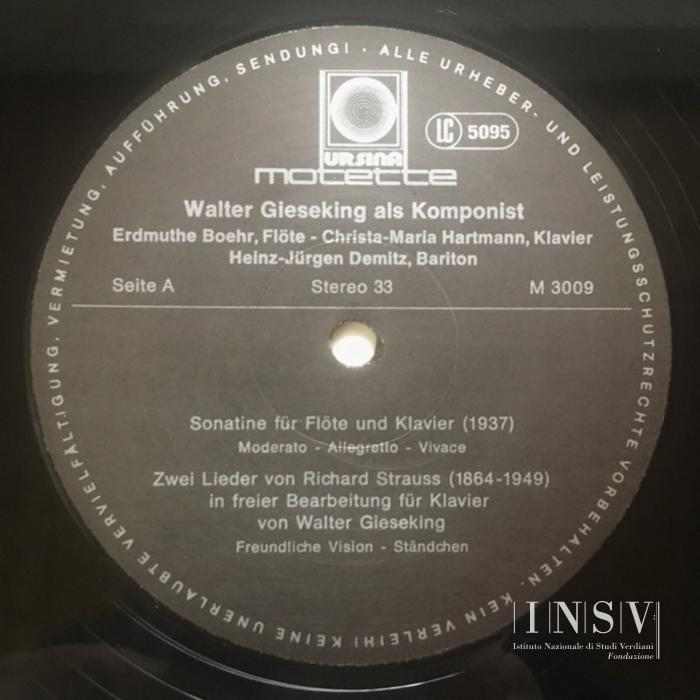 ALLE URHEBER- UND LEISTUNGSSCHUTZRECHTE VORBEHALTEN. KEIN VERLEIH! KEINE UNERLAUBTE VERVIELFÄLTIGUNG, VERMIETUNG, AUFFÜHRUNG, SENDUNG! ·
URSINA
motette
LC 5095
Walter Gieseking als Komponist
Erdmuthe Boehr, Flöte - Christa-Maria Hartmann, Klavier
Heinz-Jürgen Demitz, Bariton
Seite A Stereo 33 M 3009
Sonatine für Flöte und Klavier (1937)
Moderato - Allegretto - Vivace
Zwei Lieder von Richard Strauss (1864-1949)
in freier Bearbeitung für Klavier
von Walter Gieseking
Freundliche Vision - Ständchen
INSV
Istituto Nazionale di Studi Verdiani
Fondazione